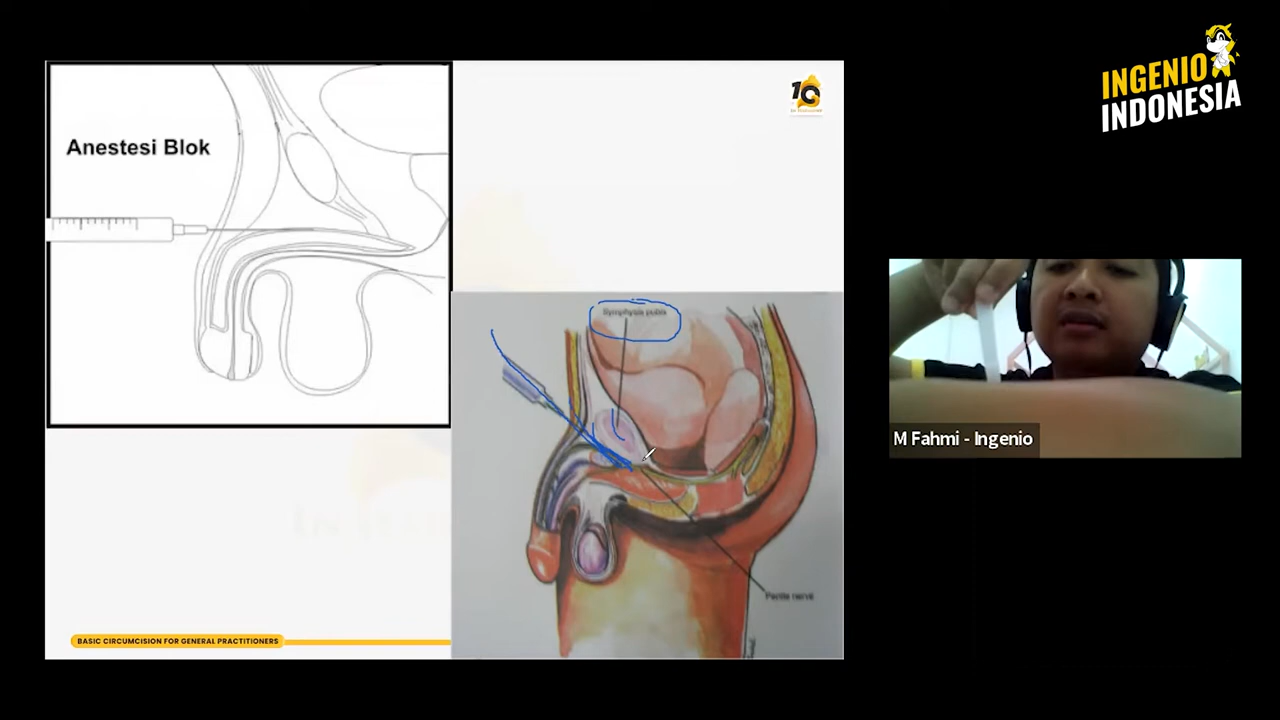 INGENIO
INDONESIA
Anestesi Blok
Symphysis pubis
M Fahmi - Ingenio
Penile nerve
BASIC CIRCUMCISION FOR GENERAL PRACTITIONERS